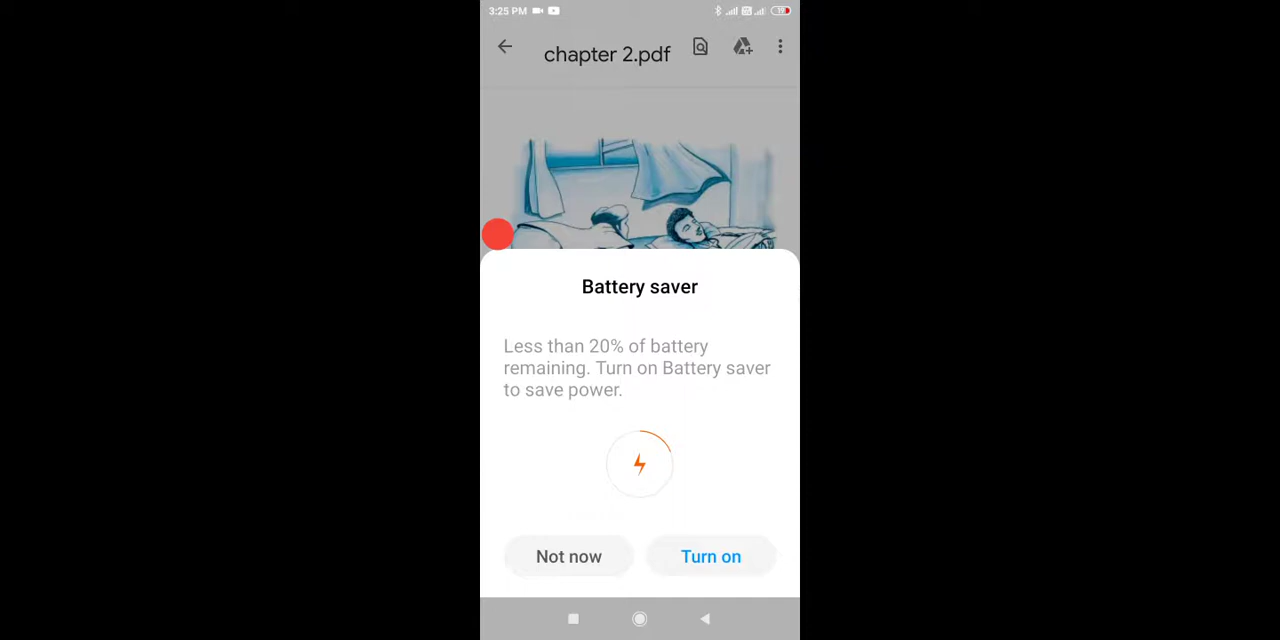 3:25 PM
19
chapter 2.pdf
Battery saver
Less than 20% of battery
remaining. Turn on Battery saver
to save power.
Not now
Turn on